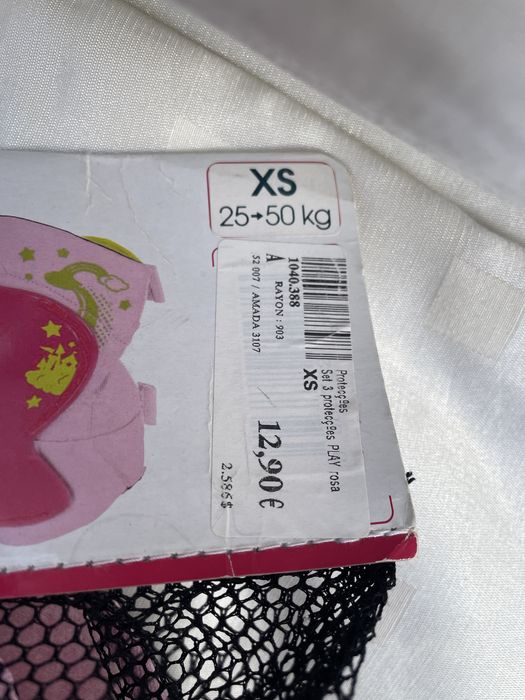 XS
25→50 kg
1040.388
A RAYON : 903
52 007 / AMADA 3107
Protecções
Set 3 protecções PLAY rosa
XS
12,90€
2.586$